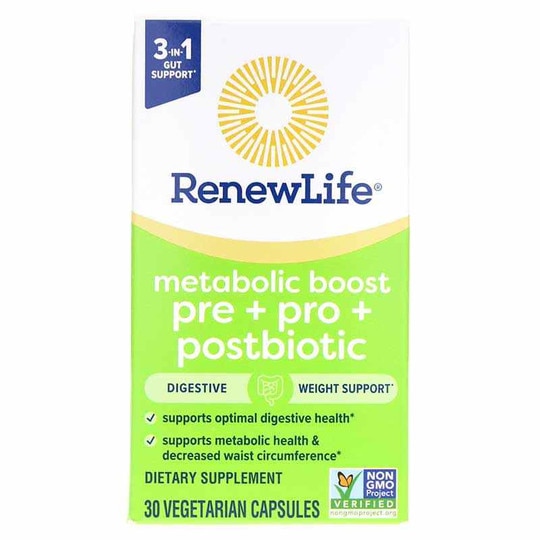 3-IN-1
GUT
SUPPORT*
RenewLife®
metabolic boost
pre + pro +
postbiotic
DIGESTIVE
WEIGHT SUPPORT*
supports optimal digestive health*
supports metabolic health &
decreased waist circumference*
DIETARY SUPPLEMENT
30 VEGETARIAN CAPSULES
NON
GMO
Project
VERIFIED
nongmoproject.org